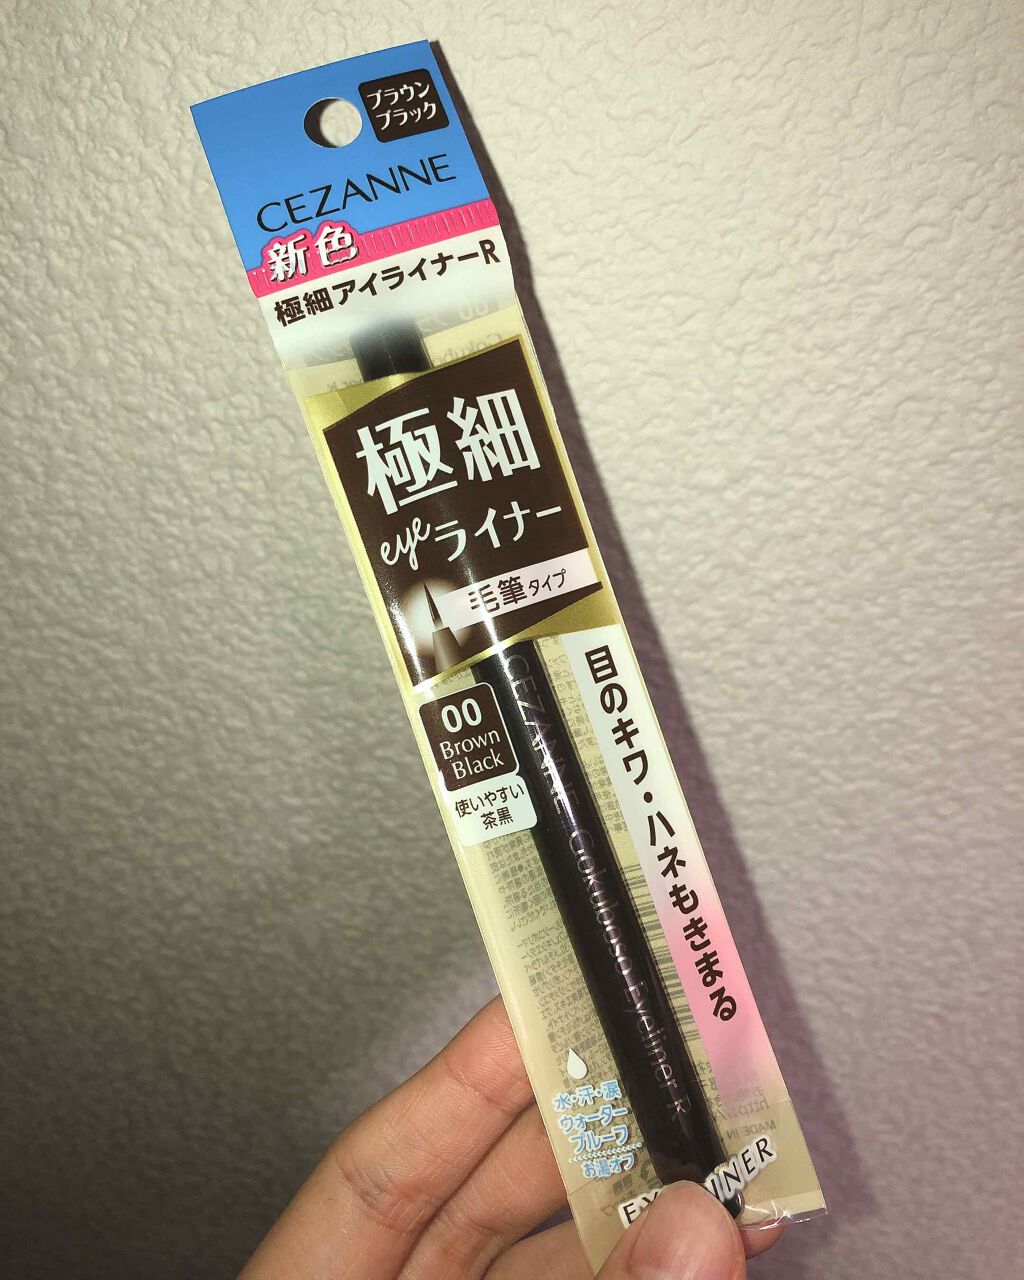 ブラウン
ブラック
CEZANNE
新色
極細アイライナーR
極細
eyeライナー
毛筆タイプ
00
Brown
Black
使いやすい
茶黒
CEZANNE Gokuboso Eyeliner R
目のキワ・ハネもきまる
水・汗・涙
ウォーター
プルーフ
お湯オフ